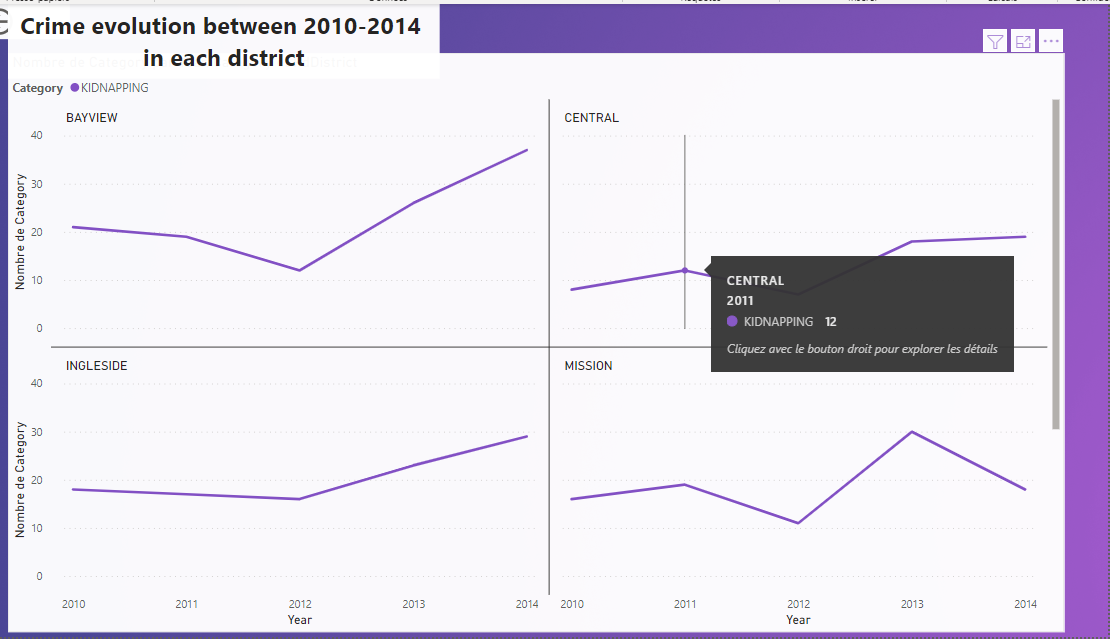 Crime evolution between 2010-2014
in each district
Category KIDNAPPING
BAYVIEW
CENTRAL
40
30
20
10
0
Nombre de Category
CENTRAL
2011
KIDNAPPING 12
Cliquez avec le bouton droit pour explorer les détails
INGLESIDE
MISSION
40
30
20
10
0
Nombre de Category
2010 2011 2012 2013 2014 2010 2011 2012 2013 2014
Year Year